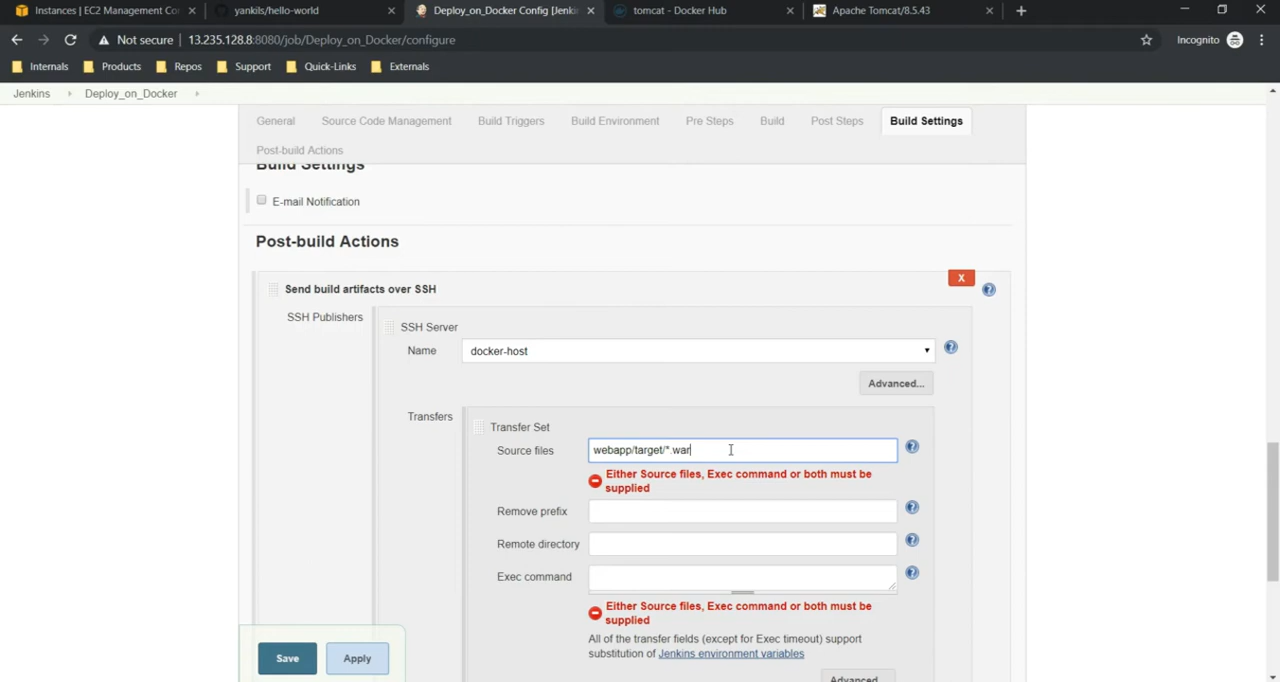 Instances | EC2 Management Co
yankils/hello-world
Deploy_on_Docker Config [Jenki
tomcat - Docker Hub
Apache Tomcat/8.5.43
Not secure | 13.235.128.8:8080/job/Deploy_on_Docker/configure
Incognito
Internals Products Repos Support Quick-Links Externals
Jenkins Deploy_on_Docker
General Source Code Management Build Triggers Build Environment Pre Steps Build Post Steps Build Settings
Post-build Actions
Build Settings
E-mail Notification
Post-build Actions
Send build artifacts over SSH
X
SSH Publishers
SSH Server
Name docker-host
Advanced...
Transfers
Transfer Set
Source files webapp/target/*.war
Either Source files, Exec command or both must be
supplied
Remove prefix
Remote directory
Exec command
Either Source files, Exec command or both must be
supplied
All of the transfer fields (except for Exec timeout) support
substitution of Jenkins environment variables
Save Apply
Advanced...